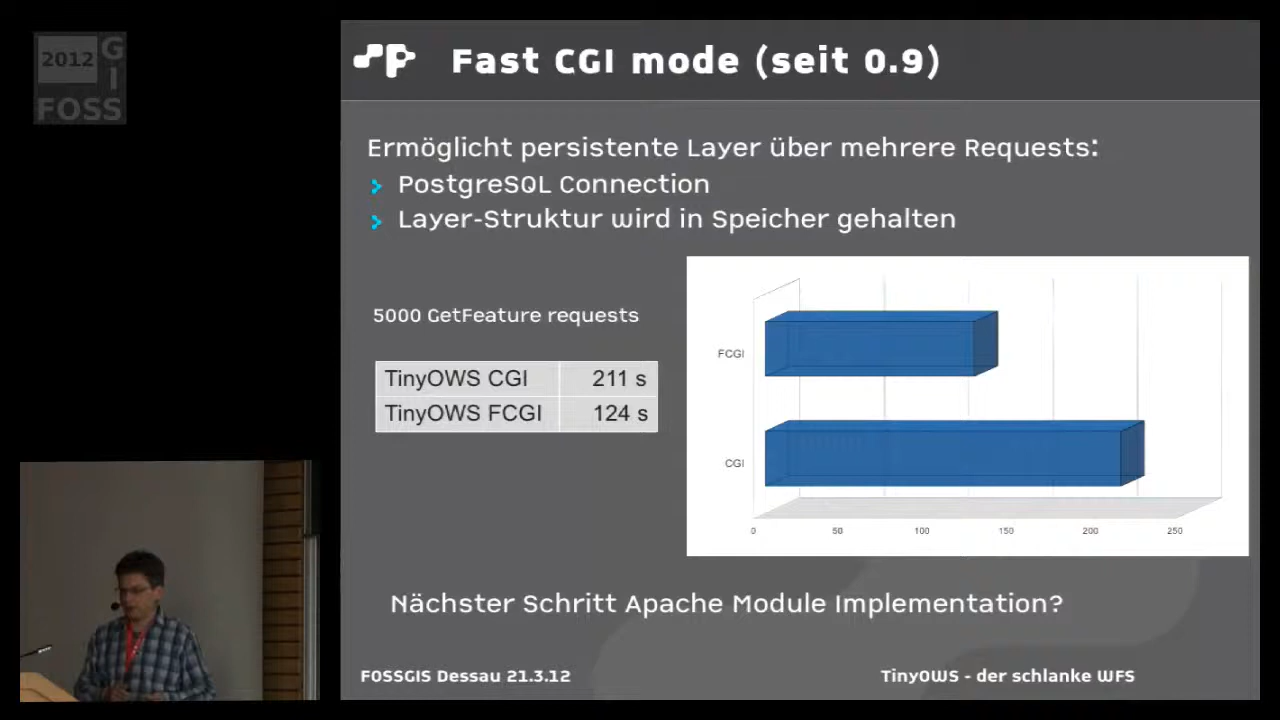 2012
GI
FOSS
Fast CGI mode (seit 0.9)
Ermöglicht persistente Layer über mehrere Requests:
PostgreSQL Connection
Layer-Struktur wird in Speicher gehalten
5000 GetFeature requests
TinyOWS CGI 211 s
TinyOWS FCGI 124 s
FCGI
CGI
0 50 100 150 200 250
Nächster Schritt Apache Module Implementation?
FOSSGIS Dessau 21.3.12
TinyOWS - der schlanke WFS